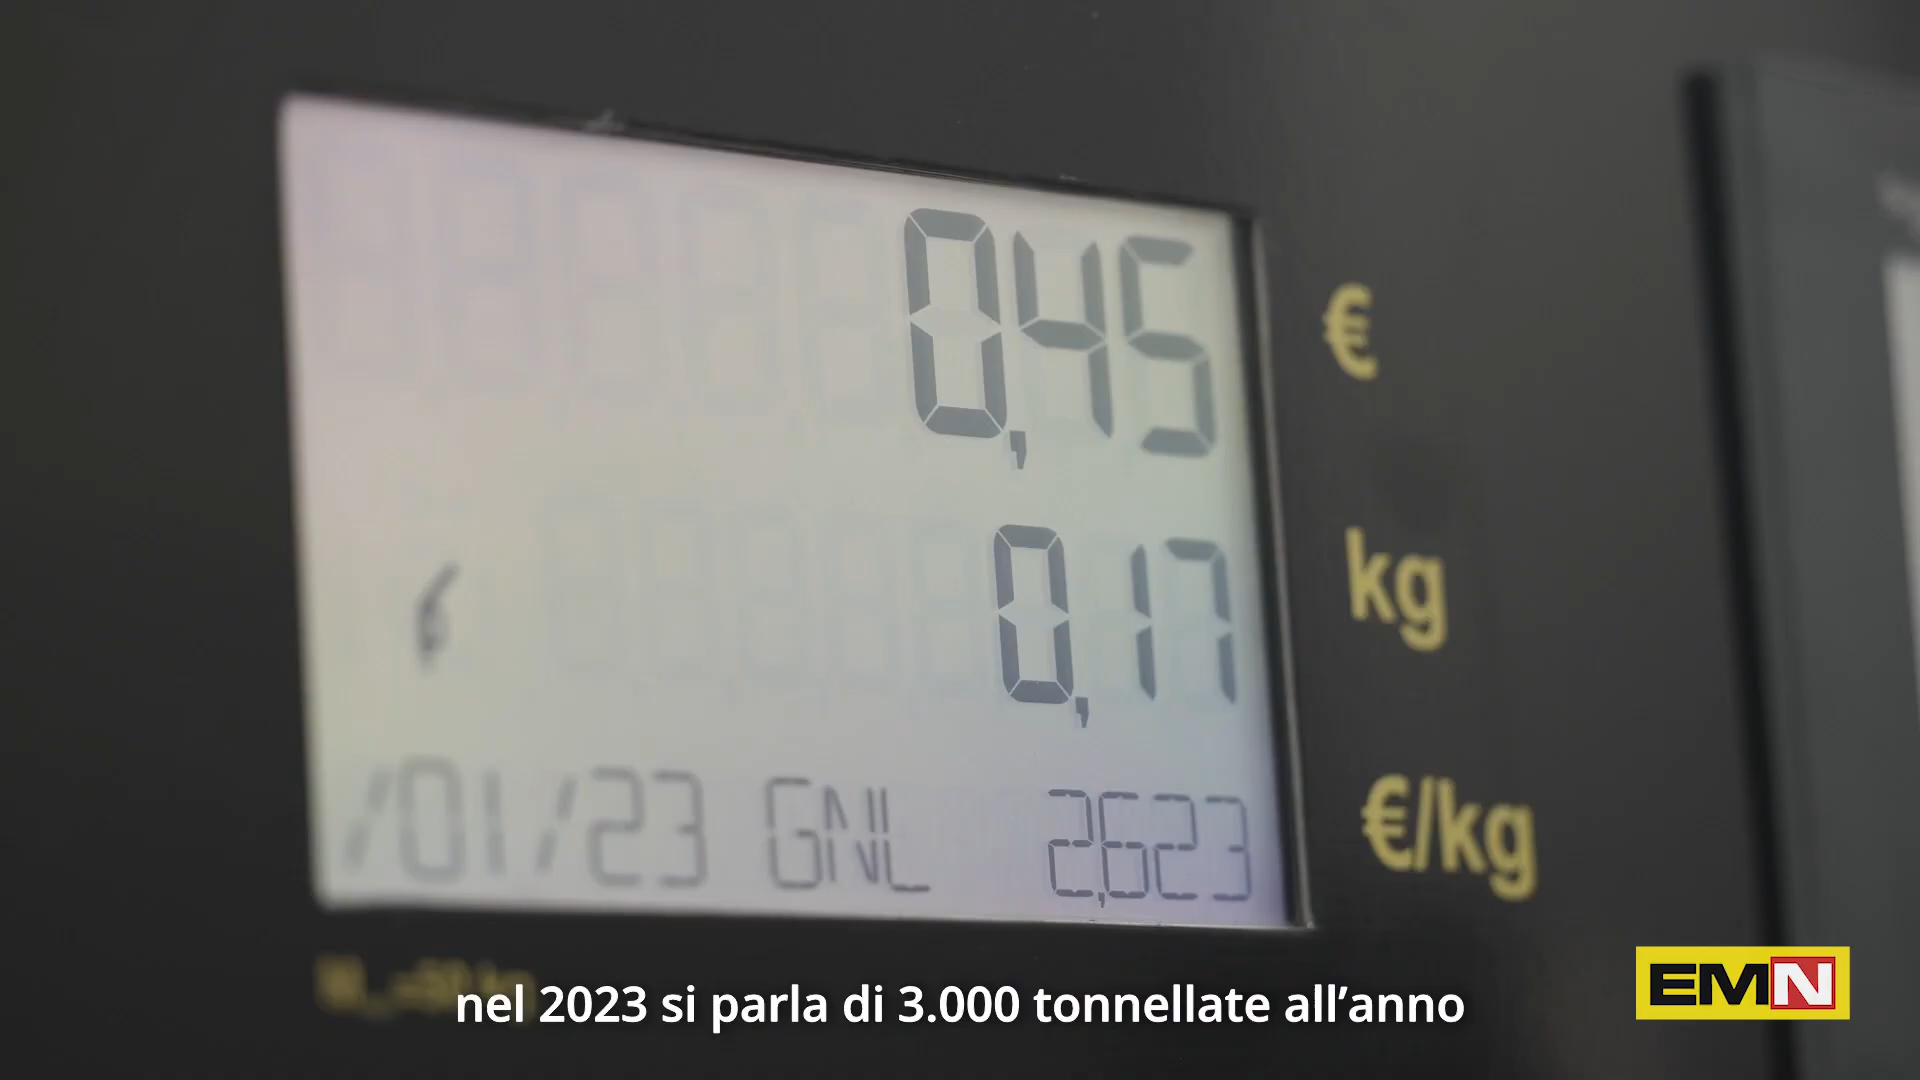 0,45 €
0,17 kg
/01/23 GNL 2,623 €/kg
nel 2023 si parla di 3.000 tonnellate all’anno
EMN